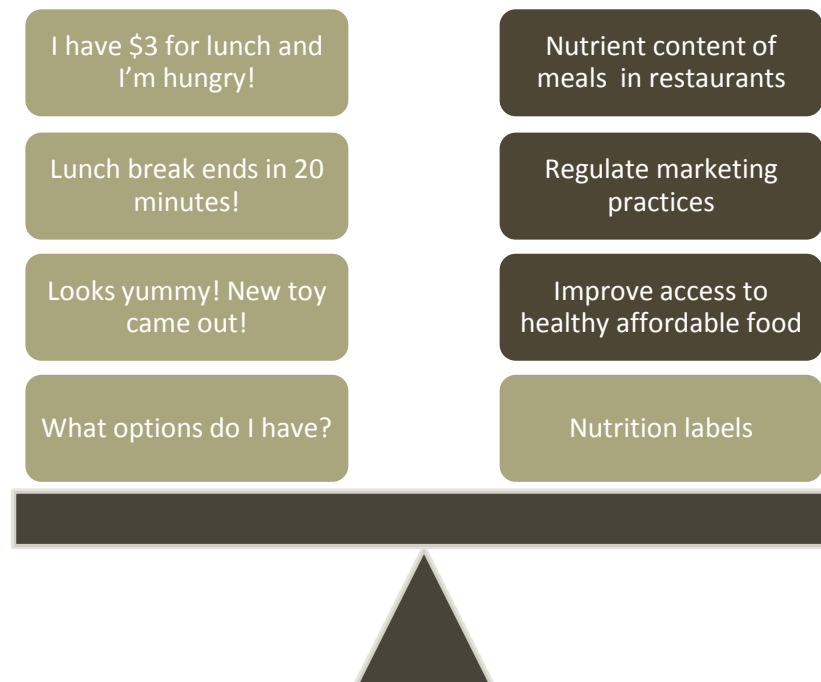 I have $3 for lunch and
I’m hungry!
Lunch break ends in 20
minutes!
Looks yummy! New toy
came out!
What options do I have?
Nutrient content of
meals in restaurants
Regulate marketing
practices
Improve access to
healthy affordable food
Nutrition labels